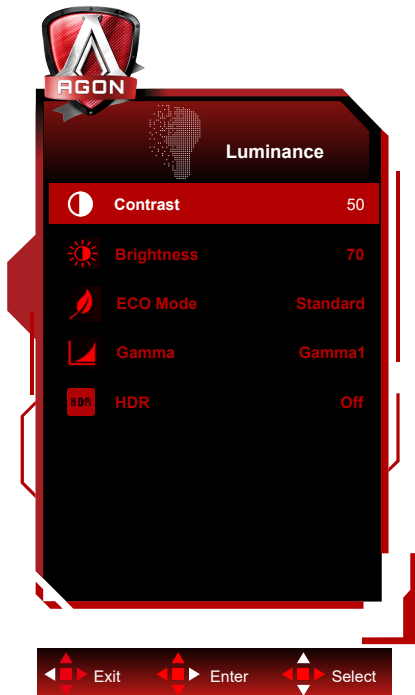 AGON
Luminance
Contrast 50
Brightness 70
ECO Mode Standard
Gamma Gamma1
HDR HDR Off
Exit Enter Select